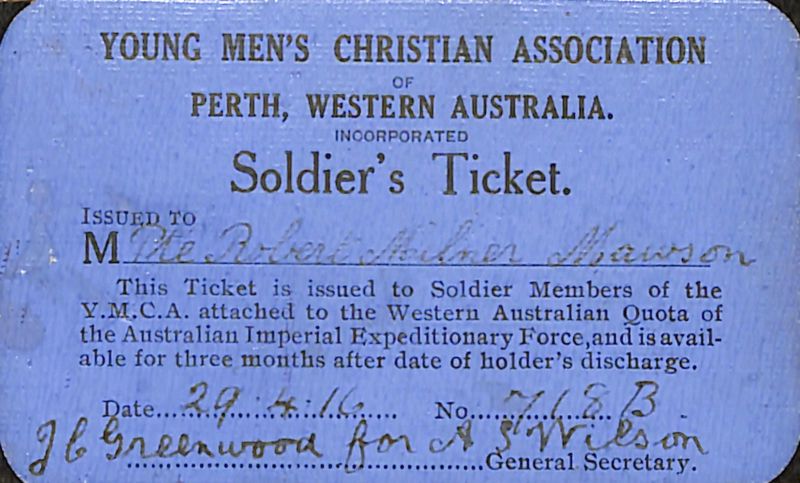 YOUNG MEN'S CHRISTIAN ASSOCIATION
OF
PERTH, WESTERN AUSTRALIA.
INCORPORATED
Soldier's Ticket.
ISSUED TO
M Pte Robert Milner Mawson
This Ticket is issued to Soldier Members of the
Y.M.C.A. attached to the Western Australian Quota of
the Australian Imperial Expeditionary Force, and is avail-
able for three months after date of holder's discharge.
Date... 29.4.16 ... No... 718 B.
J C Greenwood for A S Wilson
General Secretary.